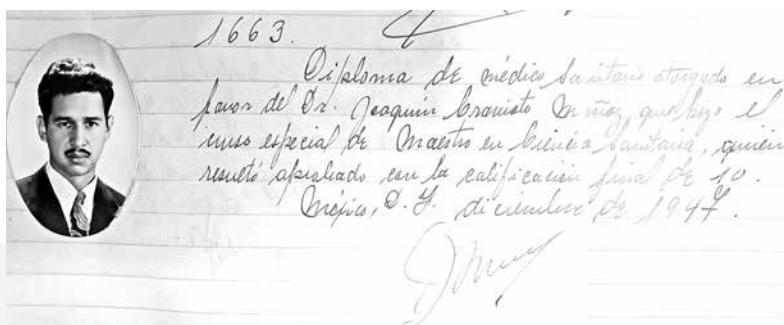 1663.
Diploma de médico sanitario otorgado en
favor del Dr. Joaquín Cravioto Muñoz, que hizo el
curso especial de Maestro en Ciencia Sanitaria, quien
resultó aprobado con la calificación final de 10.
México, D. F. diciembre de 1947.